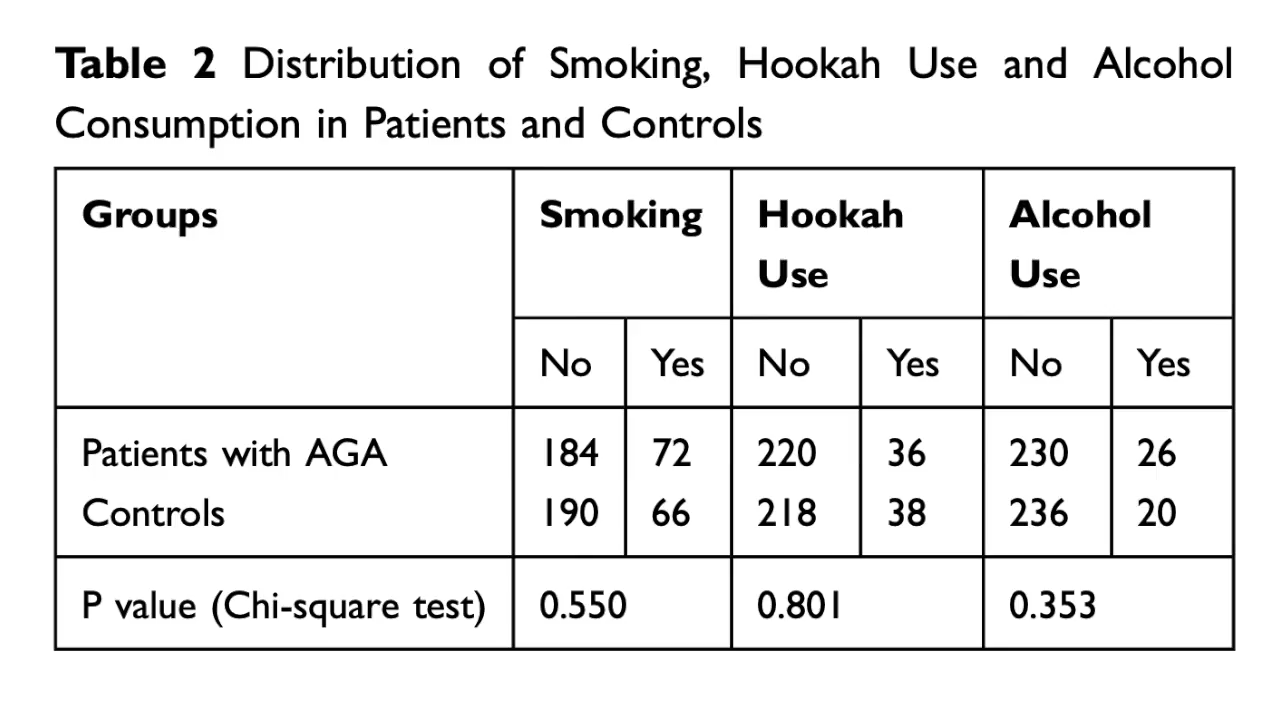 Table 2 Distribution of Smoking, Hookah Use and Alcohol
Consumption in Patients and Controls
Groups Smoking Hookah Use Alcohol Use
No Yes No Yes No Yes
Patients with AGA 184 72 220 36 230 26
Controls 190 66 218 38 236 20
P value (Chi-square test) 0.550 0.801 0.353